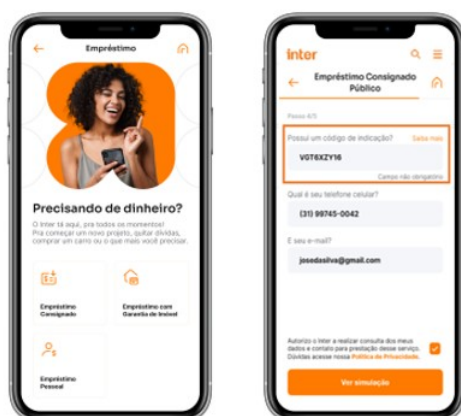 Empréstimo
Precisando de dinheiro?
O Inter tá aqui, pra todos os momentos!
Pra começar um novo projeto, quitar dívidas,
comprar um carro ou o que mais você precisar.
Empréstimo
Consignado
Empréstimo com
Garantia de Imóvel
Empréstimo
Pessoal
inter
Empréstimo Consignado
Público
Passo 4/5
Possui um código de indicação? Saiba mais
VGT6XZY16
Campo não obrigatório
Qual é seu telefone celular?
(31) 99745-0042
E seu e-mail?
josedasilva@gmail.com
Autorizo o Inter a realizar consulta dos meus
dados e contato para prestação desse serviço.
Dúvidas acesse nossa Política de Privacidade.
Ver simulação